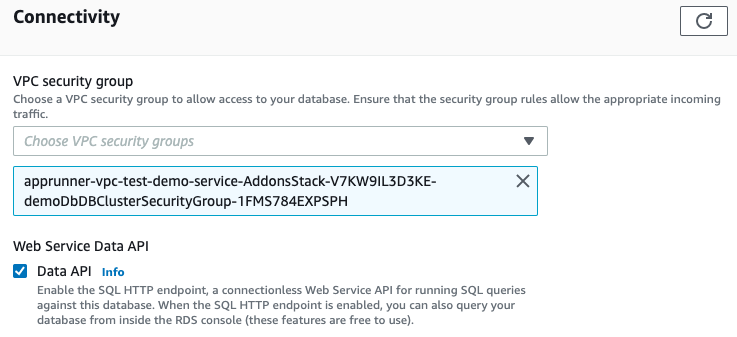 Connectivity
VPC security group
Choose a VPC security group to allow access to your database. Ensure that the security group rules allow the appropriate incoming
traffic.
Choose VPC security groups
apprunner-vpc-test-demo-service-AddonsStack-V7KW9IL3D3KE-
demoDbDBClusterSecurityGroup-1FMS784EXPSPH
Web Service Data API
Data API Info
Enable the SQL HTTP endpoint, a connectionless Web Service API for running SQL queries
against this database. When the SQL HTTP endpoint is enabled, you can also query your
database from inside the RDS console (these features are free to use).